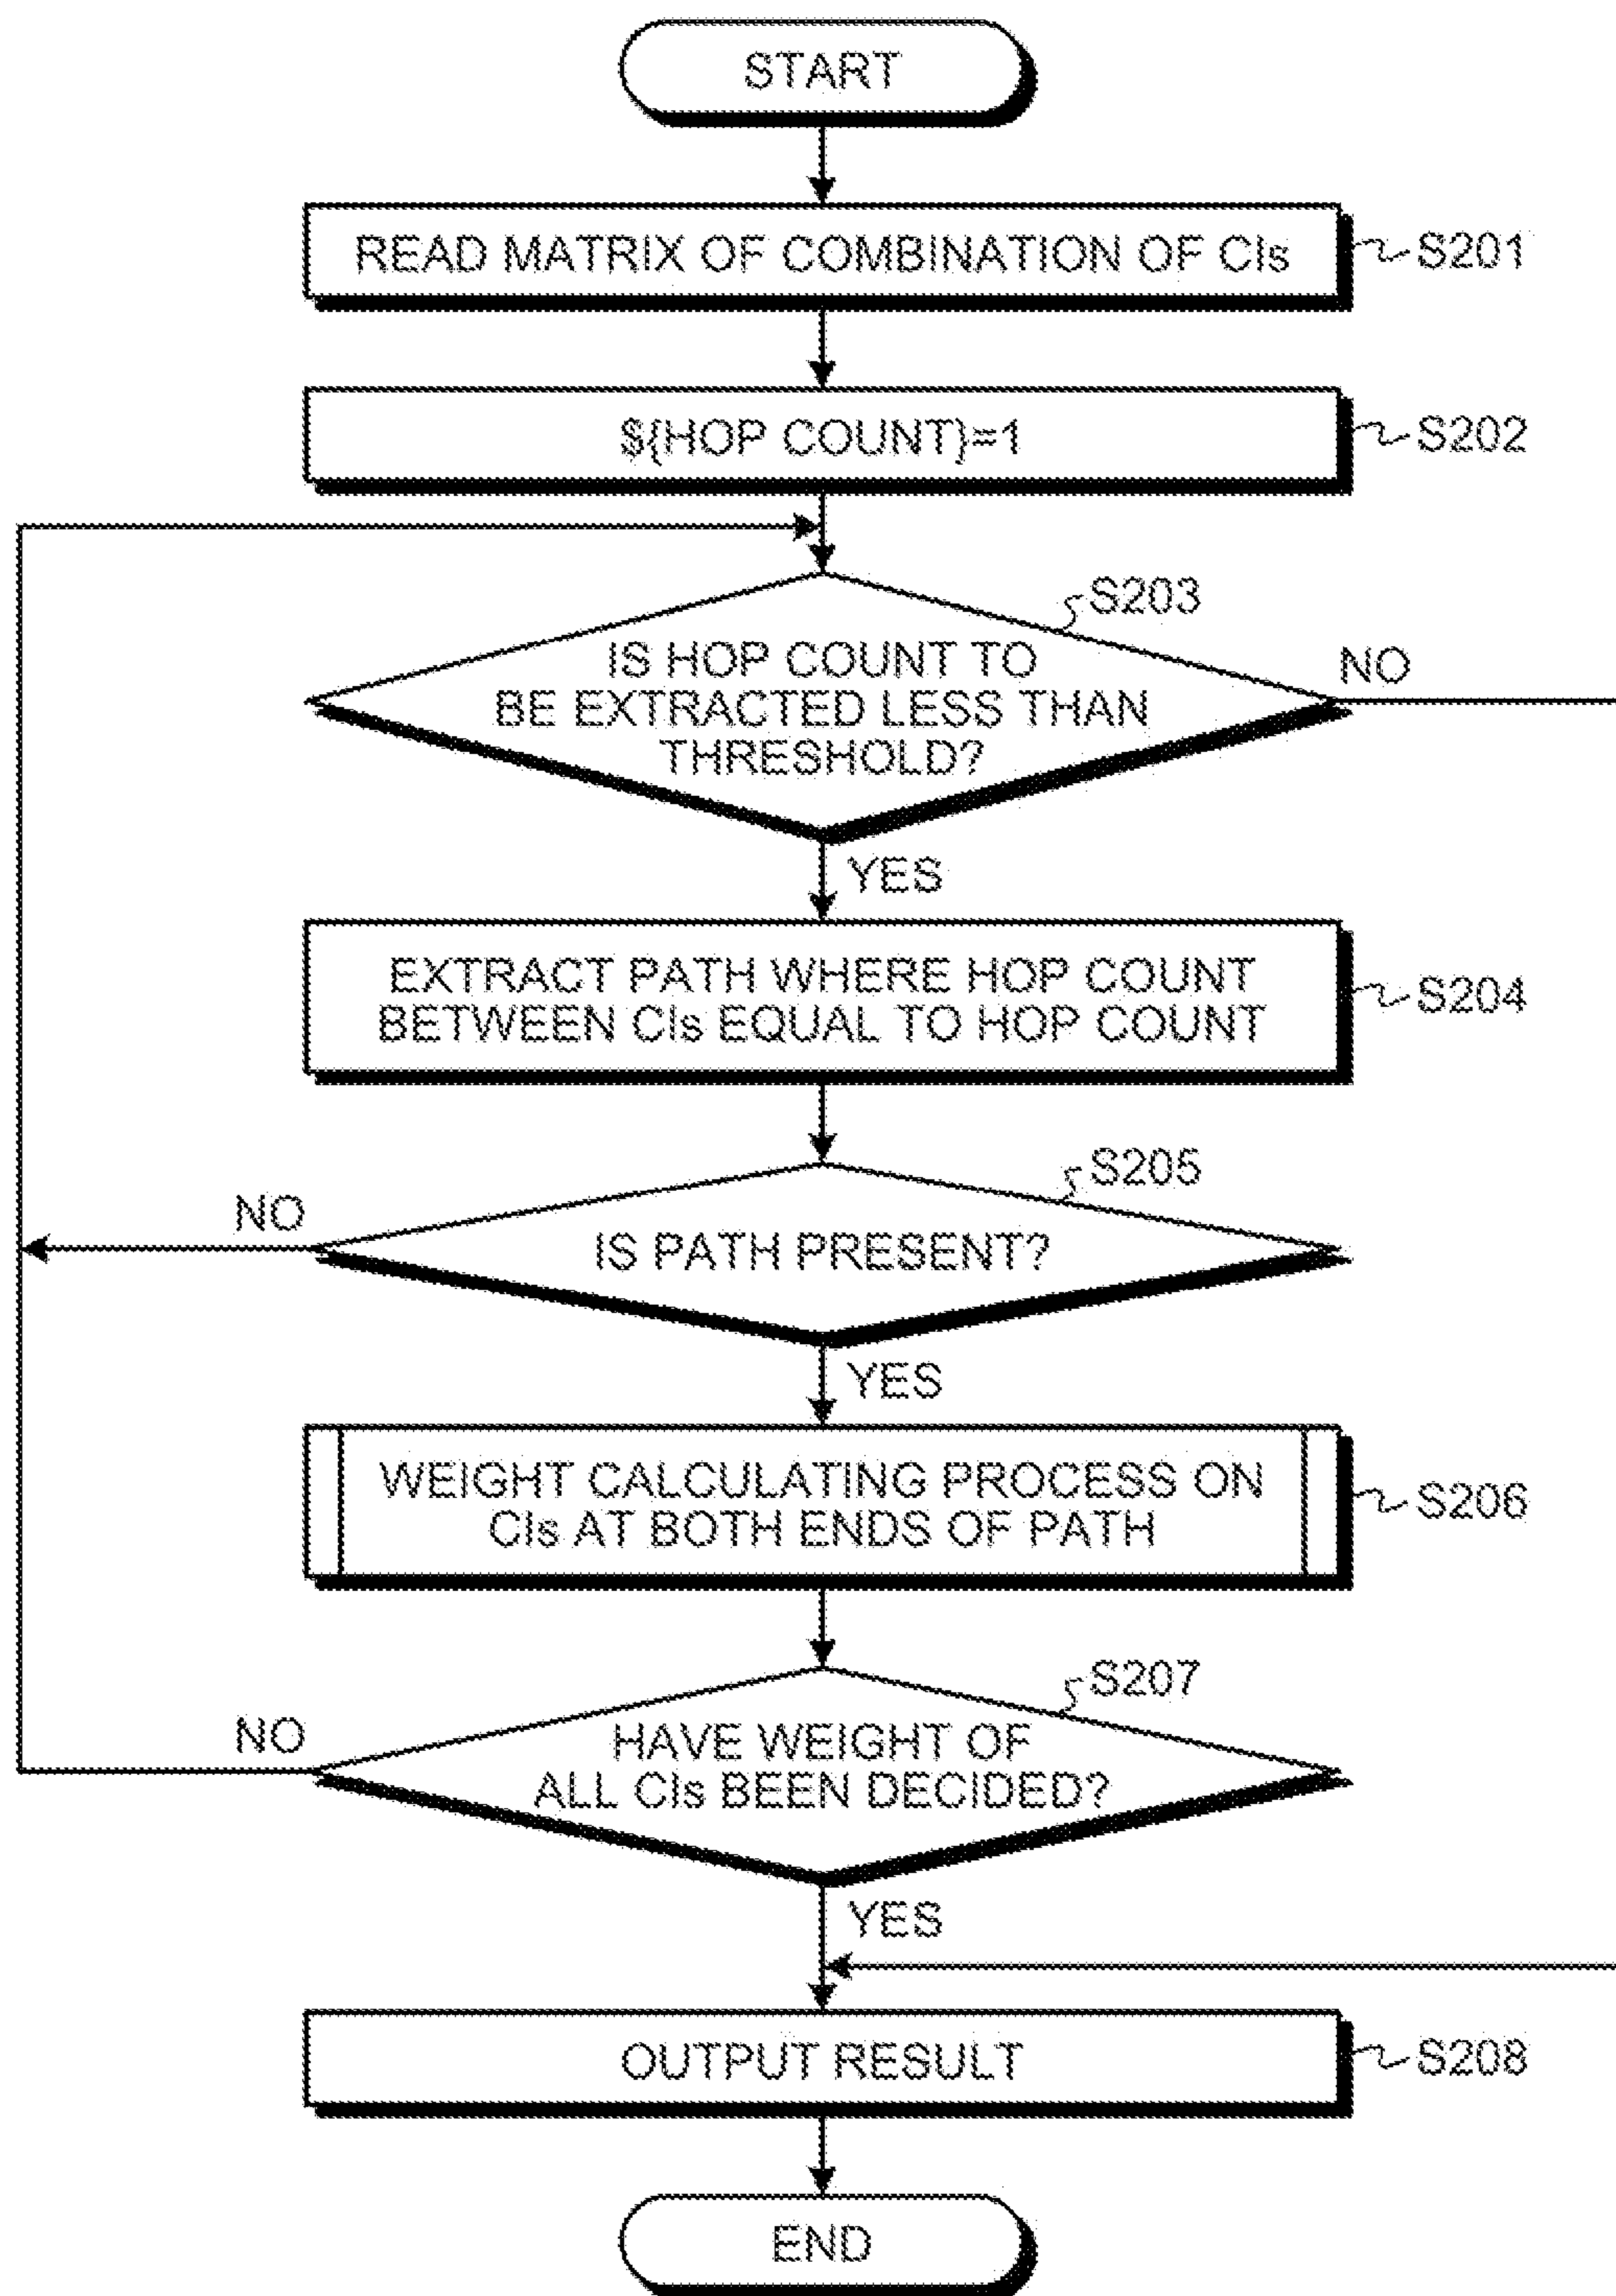 START
READ MATRIX OF COMBINATION OF CIs
S201
${HOP COUNT}=1
S202
S203
IS HOP COUNT TO
BE EXTRACTED LESS THAN
THRESHOLD?
NO
YES
EXTRACT PATH WHERE HOP COUNT
BETWEEN CIs EQUAL TO HOP COUNT
S204
S205
NO
IS PATH PRESENT?
YES
WEIGHT CALCULATING PROCESS ON
CIs AT BOTH ENDS OF PATH
S206
S207
NO
HAVE WEIGHT OF
ALL CIs BEEN DECIDED?
YES
OUTPUT RESULT
S208
END